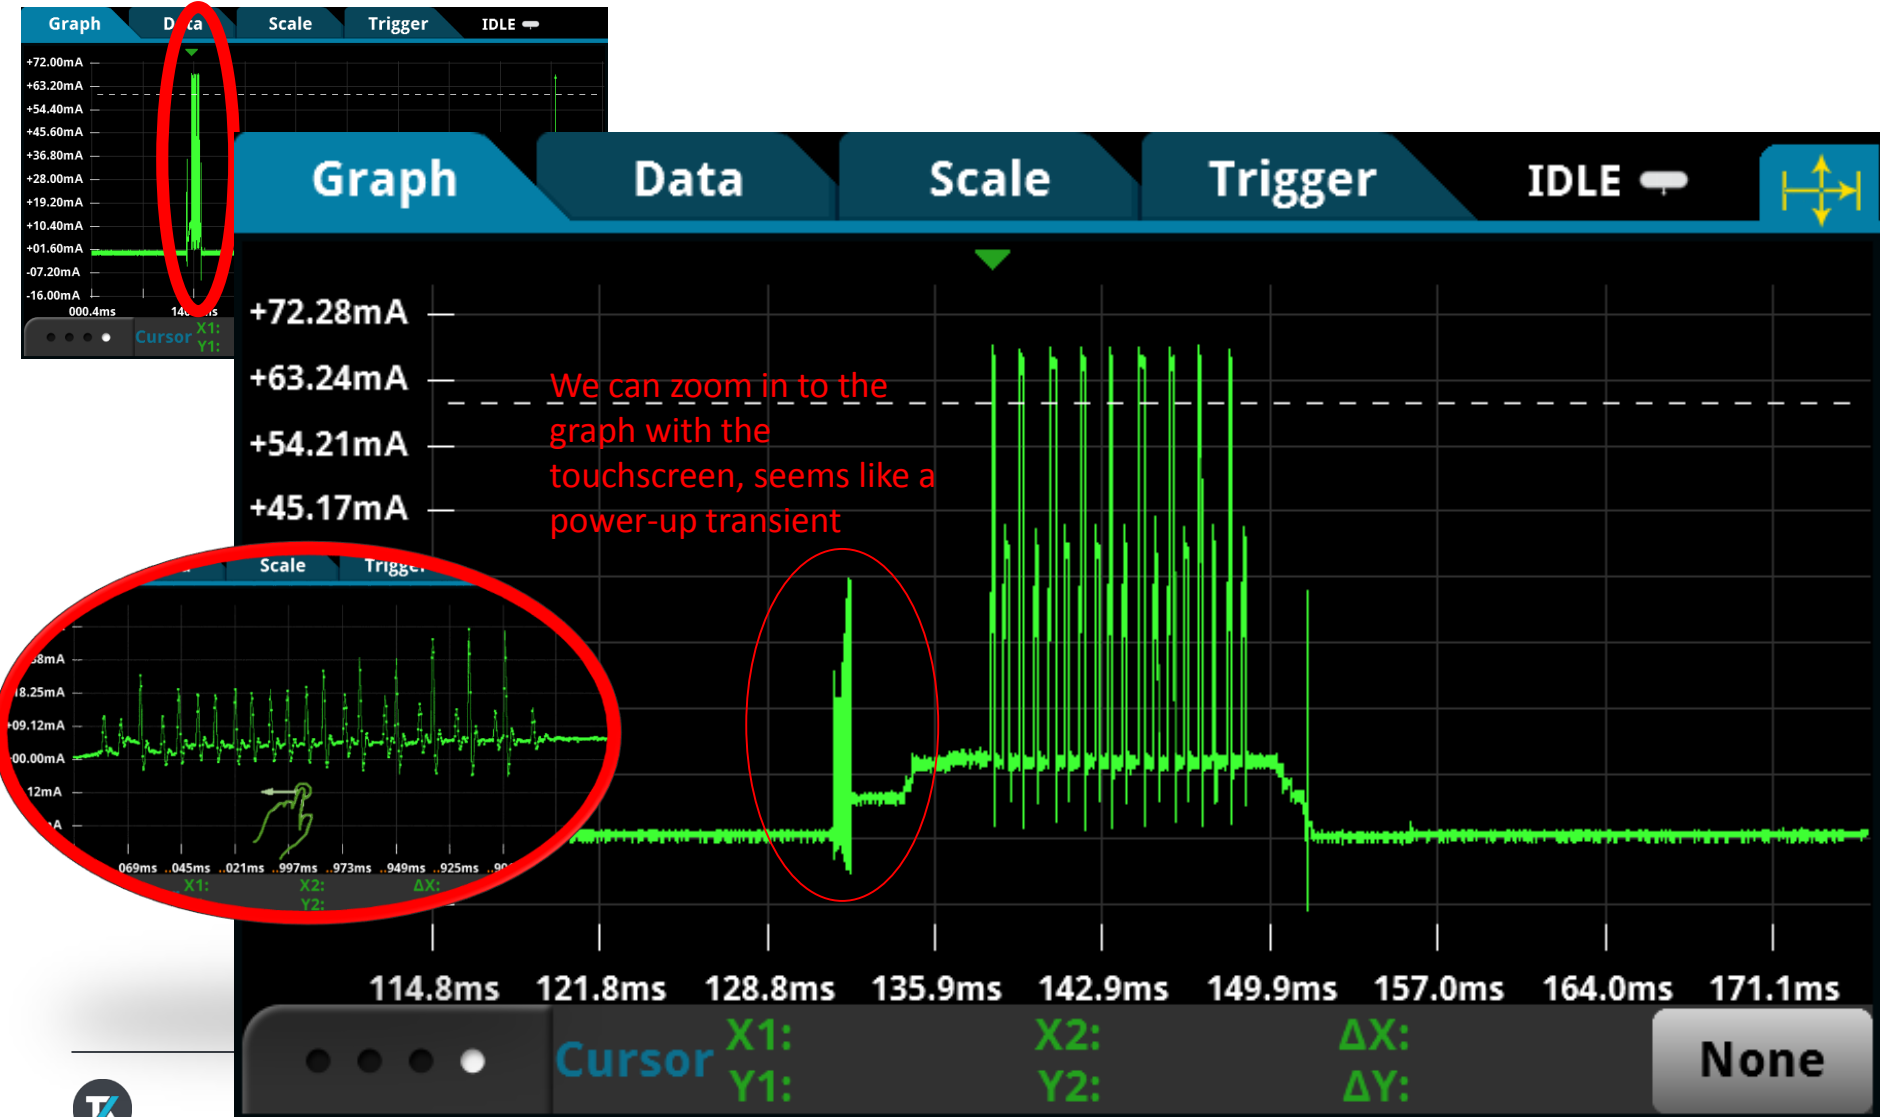 Graph Data Scale Trigger IDLE
+72.00mA
+63.20mA
+54.40mA
+45.60mA
+36.80mA
+28.00mA
+19.20mA
+10.40mA
+01.60mA
-07.20mA
-16.00mA
000.4ms
Cursor X1:
Y1:
Graph Data Scale Trigger IDLE
+72.28mA
+63.24mA
+54.21mA
+45.17mA
We can zoom in to the
graph with the
touchscreen, seems like a
power-up transient
Scale
8mA
18.25mA
+09.12mA
00.00mA
12mA
A
069ms ..045ms ..021ms ..997ms ..973ms ..949ms ..925ms
X1: X2: ΔX:
Y2:
114.8ms 121.8ms 128.8ms 135.9ms 142.9ms 149.9ms 157.0ms 164.0ms 171.1ms
Cursor X1: X2: ΔX:
Y1: Y2: ΔY:
None